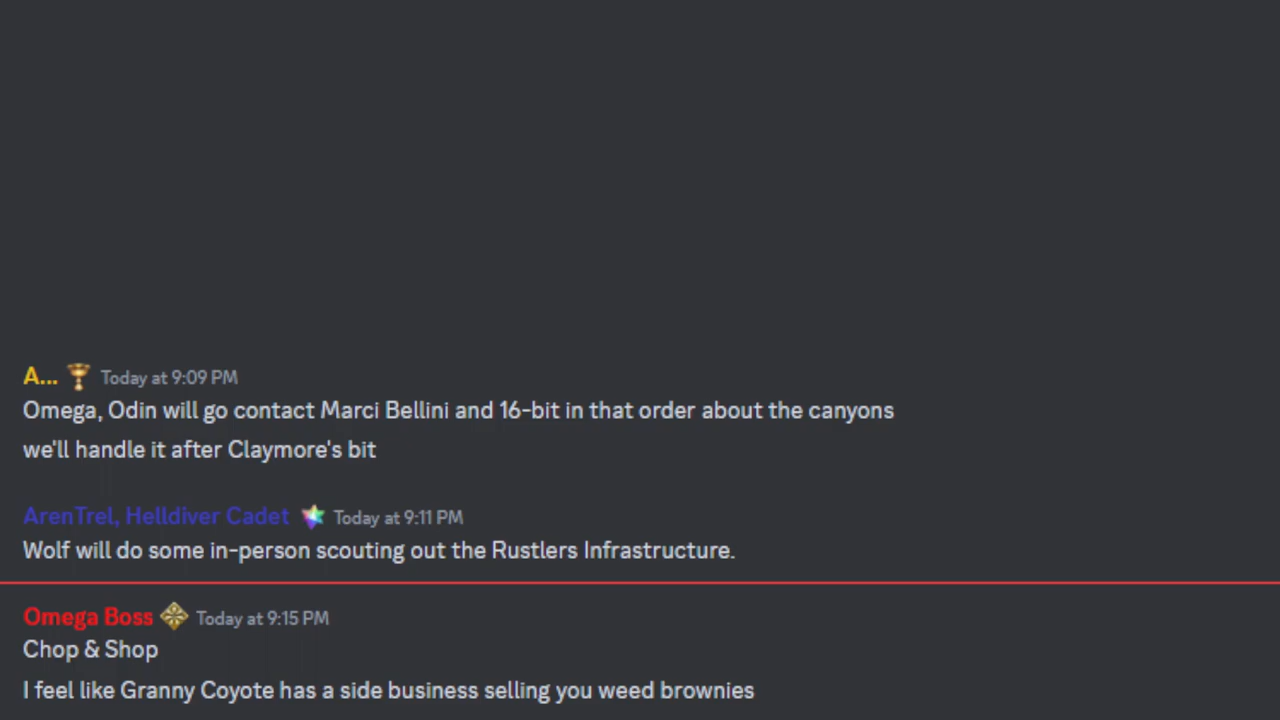 A... Today at 9:09 PM
Omega, Odin will go contact Marci Bellini and 16-bit in that order about the canyons
we'll handle it after Claymore's bit
ArenTrel, Helldiver Cadet Today at 9:11 PM
Wolf will do some in-person scouting out the Rustlers Infrastructure.
Omega Boss Today at 9:15 PM
Chop & Shop
I feel like Granny Coyote has a side business selling you weed brownies